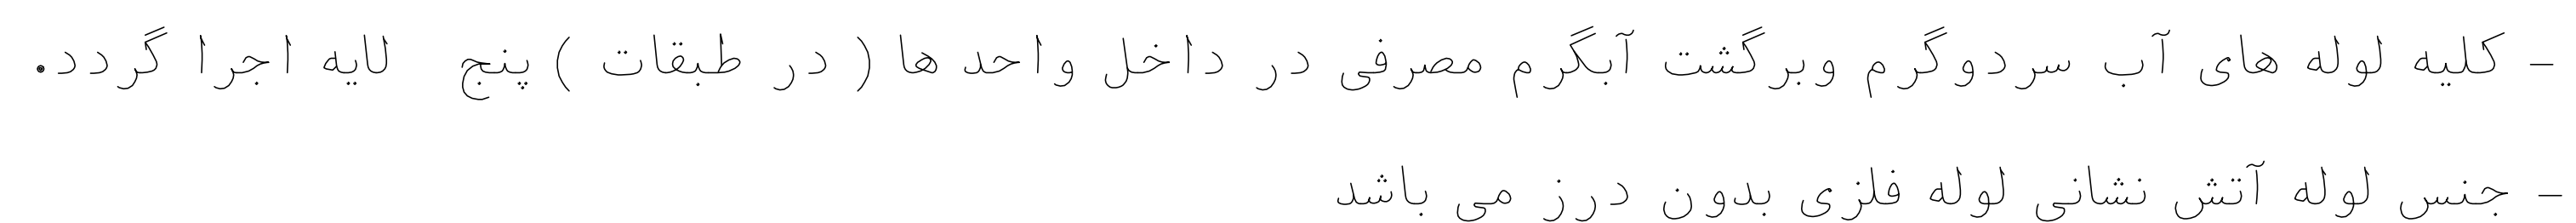 - کلیه لوله های آب سردوگرم وبرگشت آبگرم مصرفی در داخل واحد ها ( در طبقات ) پنج لایه اجرا گردد.
- جنس لوله آتش نشانی لوله فلزی بدون درز می باشد